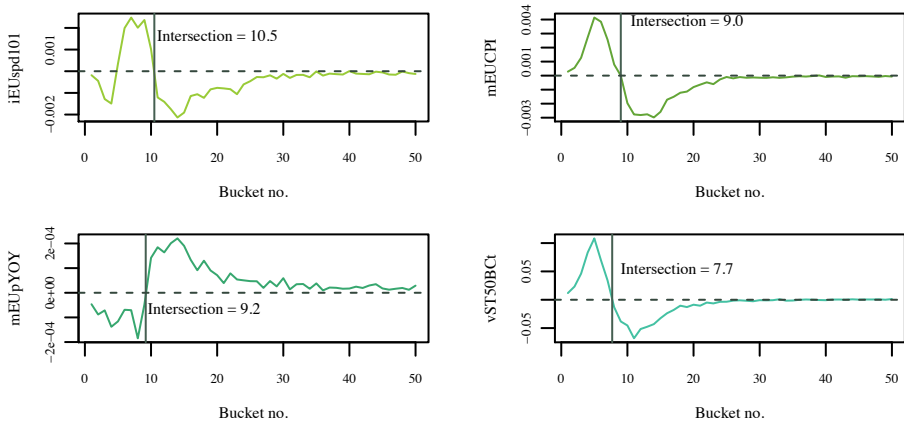 iEUspdl01
0.001
-0.002
Intersection = 10.5
0 10 20 30 40 50
Bucket no.
mEUCPI
0.004
0.001
-0.003
Intersection = 9.0
0 10 20 30 40 50
Bucket no.
mEUpYOY
2e-04
0e+00
-2e-04
Intersection = 9.2
0 10 20 30 40 50
Bucket no.
vST50BCt
0.05
-0.05
Intersection = 7.7
0 10 20 30 40 50
Bucket no.